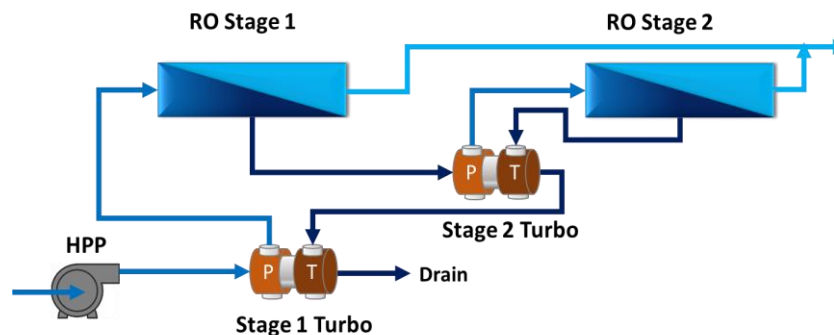 RO Stage 1
RO Stage 2
P
T
Stage 2 Turbo
HPP
P
T
Drain
Stage 1 Turbo